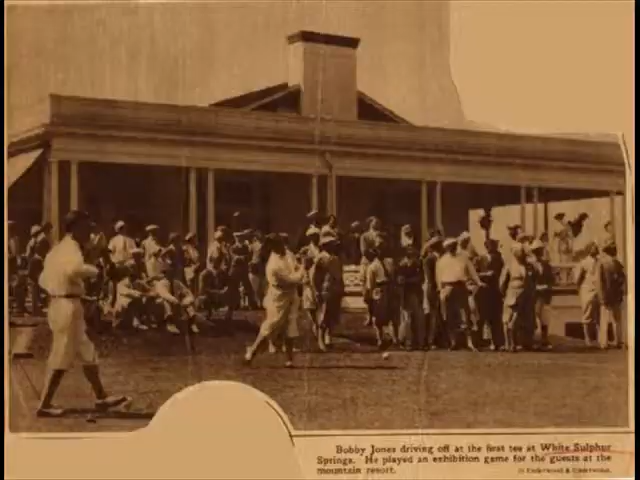 Bobby Jones driving off at the first tee at White Sulphur
Springs. He played an exhibition game for the guests at the
mountain resort. © Underwood & Underwood.